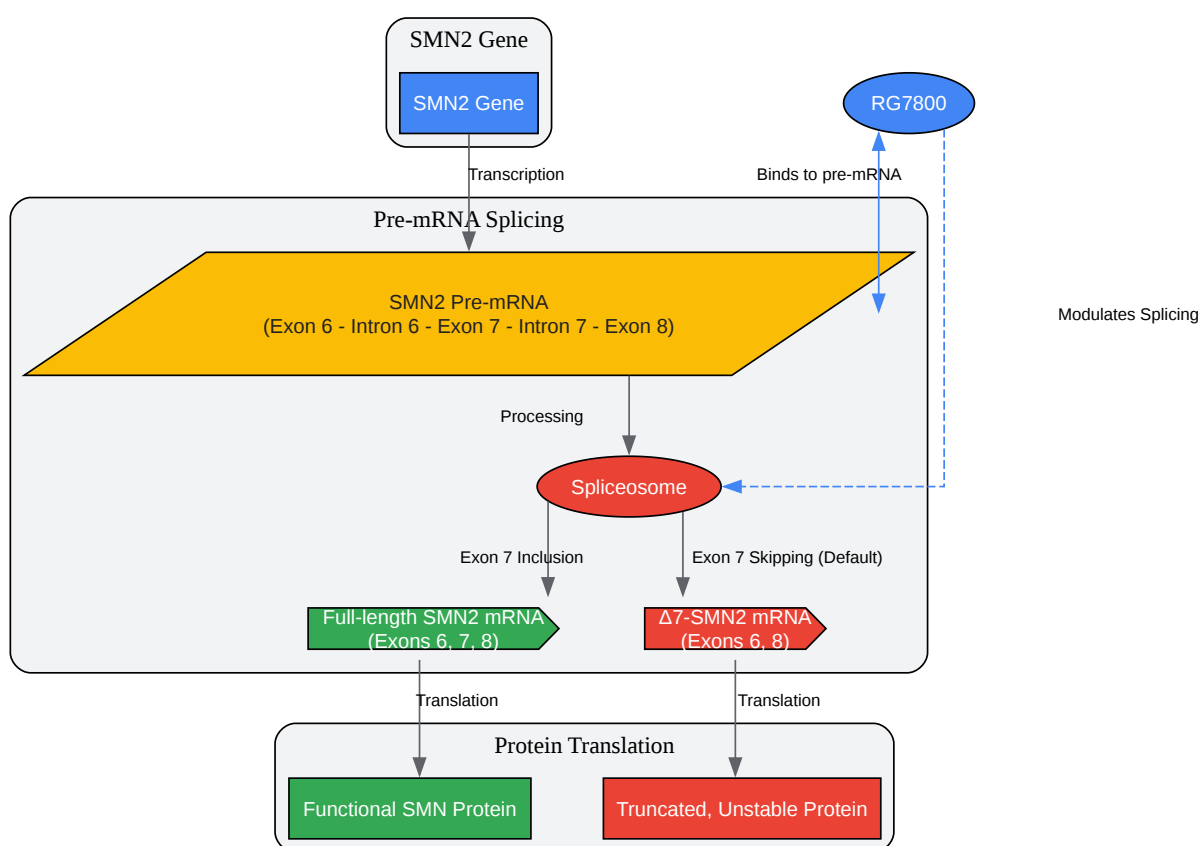 SMN2 Gene
SMN2 Gene
RG7800
Transcription
Binds to pre-mRNA
Pre-mRNA Splicing
SMN2 Pre-mRNA
(Exon 6 - Intron 6 - Exon 7 - Intron 7 - Exon 8)
Modulates Splicing
Processing
Spliceosome
Exon 7 Inclusion
Exon 7 Skipping (Default)
Full-length SMN2 mRNA
(Exons 6, 7, 8)
Δ7-SMN2 mRNA
(Exons 6, 8)
Translation
Translation
Protein Translation
Functional SMN Protein
Truncated, Unstable Protein